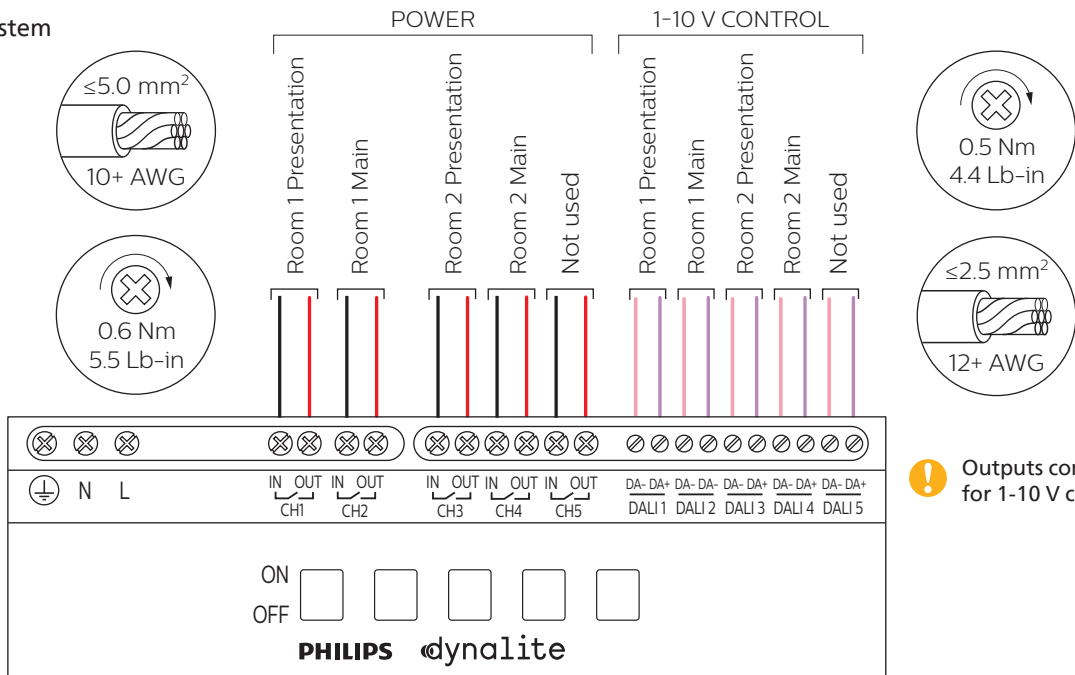 stem
POWER
1-10 V CONTROL
≤5.0 mm²
10+ AWG
0.6 Nm
5.5 Lb-in
Room 1 Presentation
Room 1 Main
Room 2 Presentation
Room 2 Main
Not used
Room 1 Presentation
Room 1 Main
Room 2 Presentation
Room 2 Main
Not used
0.5 Nm
4.4 Lb-in
≤2.5 mm²
12+ AWG
N L
IN OUT IN OUT IN OUT IN OUT IN OUT
CH1 CH2 CH3 CH4 CH5
DA- DA+ DA- DA- DA- DA+ DA- DA+ DA- DA+
DALI 1 DALI 2 DALI 3 DALI 4 DALI 5
Outputs con
for 1-10 V c
ON
OFF
PHILIPS dynalite